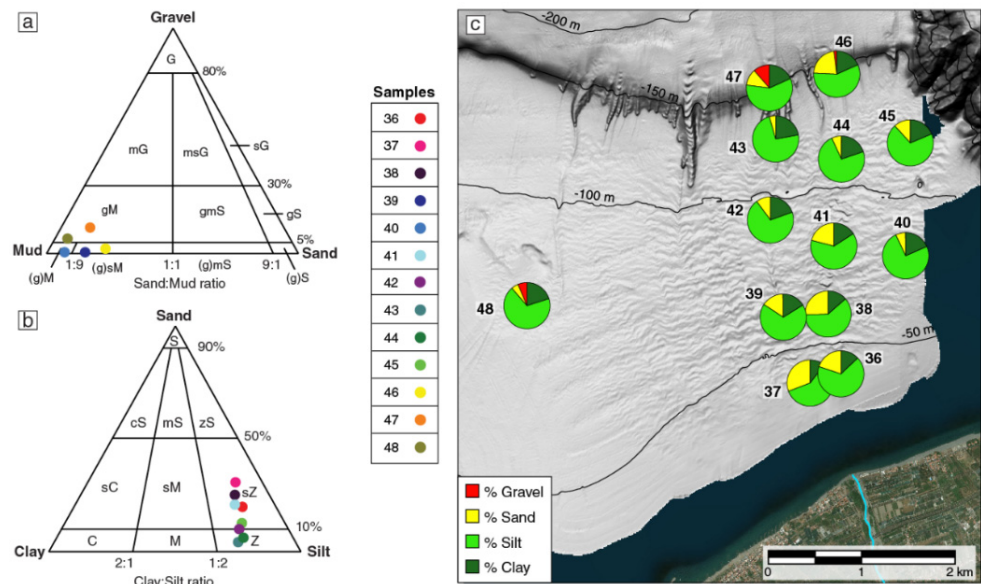 a
Gravel
G
80%
mG
msG
sG
30%
gM
gmS
gS
5%
Mud
Sand
(g)M
1:9
(g)sM
1:1
(g)mS
9:1
(g)S
Sand:Mud ratio
b
Sand
S
90%
cS
mS
zS
50%
sC
sM
sZ
10%
C
M
Z
Clay
Silt
2:1
1:2
Clay:Silt ratio
Samples
36
37
38
39
40
41
42
43
44
45
46
47
48
c
-200 m
46
47
-150 m
45
43
44
-100 m
42
41
40
48
39
38
-50 m
37
36
% Gravel
% Sand
% Silt
% Clay
0
1
2 km